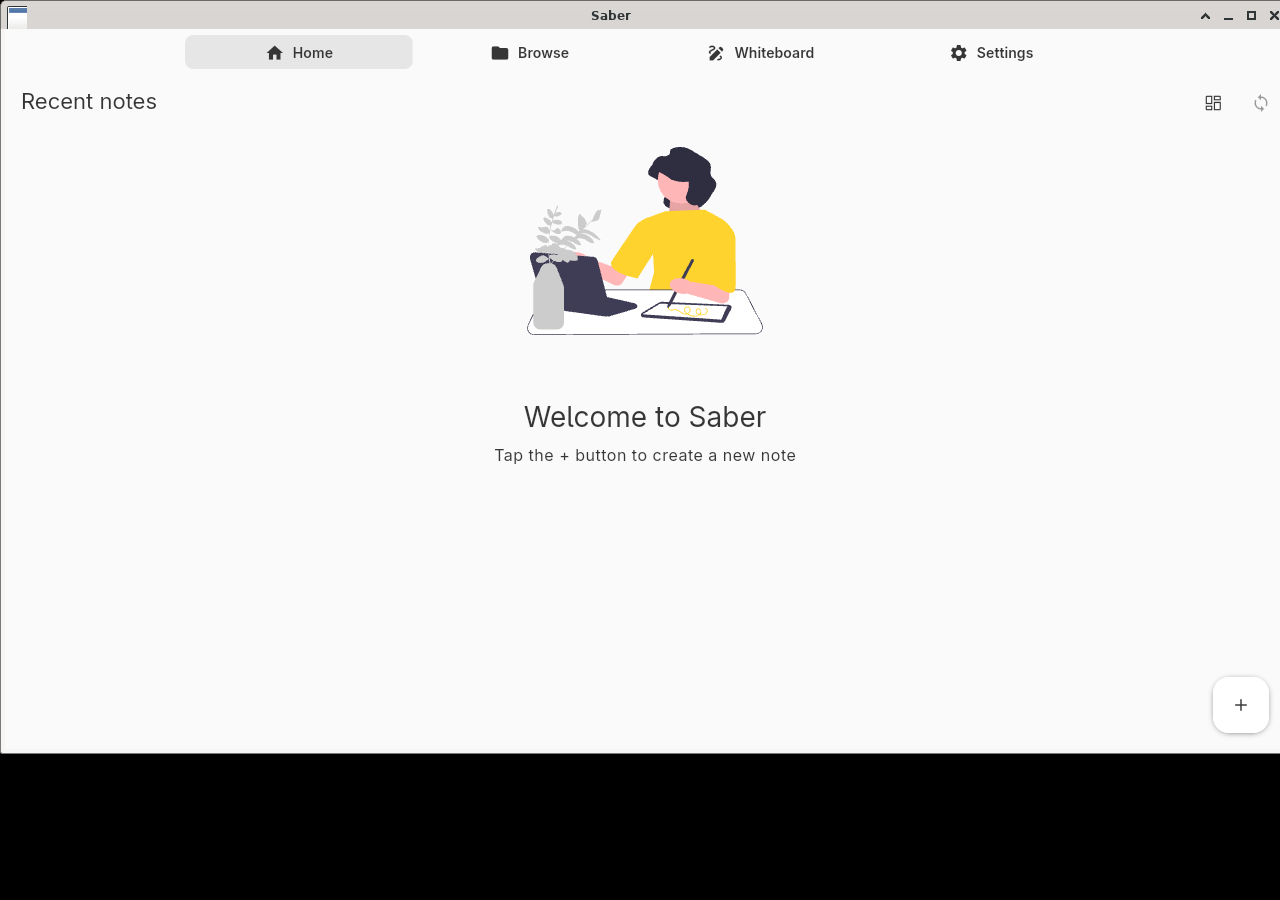 Saber
Home
Browse
Whiteboard
Settings
Recent notes
Welcome to Saber
Tap the + button to create a new note